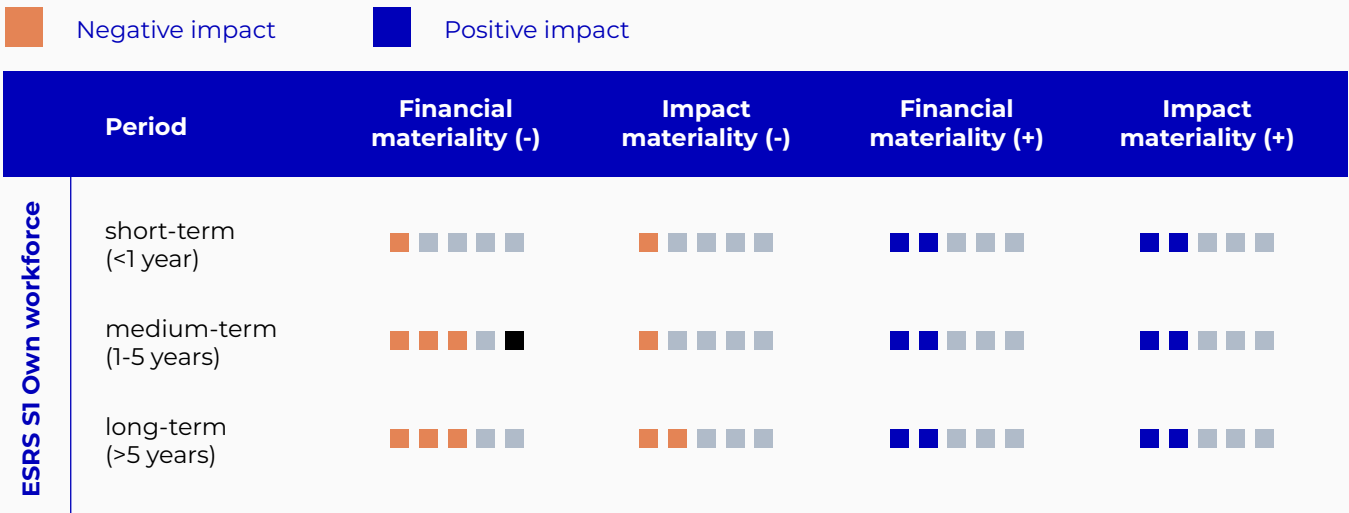 Negative impact
Positive impact
Period
Financial
materiality (-)
Impact
materiality (-)
Financial
materiality (+)
Impact
materiality (+)
ESRS S1 Own workforce
short-term
(<1 year)
medium-term
(1-5 years)
long-term
(>5 years)